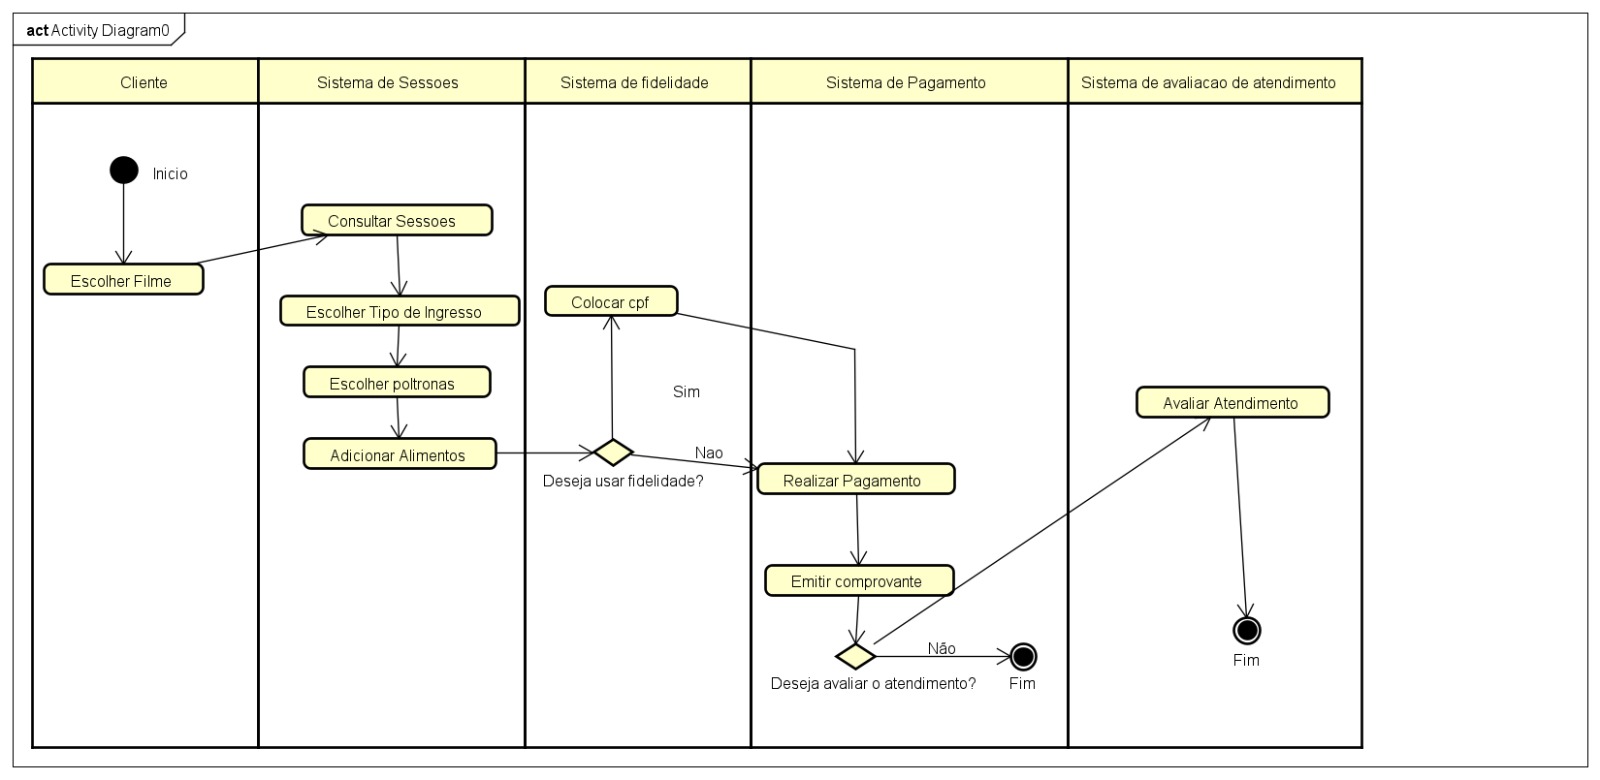 act Activity Diagram0
Cliente
Sistema de Sessoes
Sistema de fidelidade
Sistema de Pagamento
Sistema de avaliacao de atendimento
Inicio
Escolher Filme
Consultar Sessoes
Escolher Tipo de Ingresso
Escolher poltronas
Adicionar Alimentos
Colocar cpf
Sim
Nao
Deseja usar fidelidade?
Realizar Pagamento
Emitir comprovante
Não
Deseja avaliar o atendimento?
Fim
Avaliar Atendimento
Fim